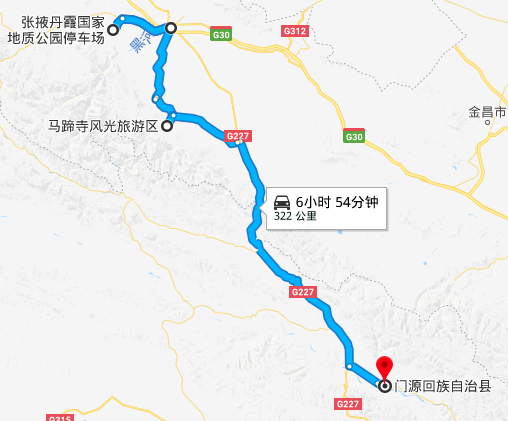 张掖丹霞国家
地质公园停车场
黑河
G30
G312
金昌市
马蹄寺风光旅游区
G227
G30
6小时 54分钟
322 公里
G227
门源回族自治县
G227
G315